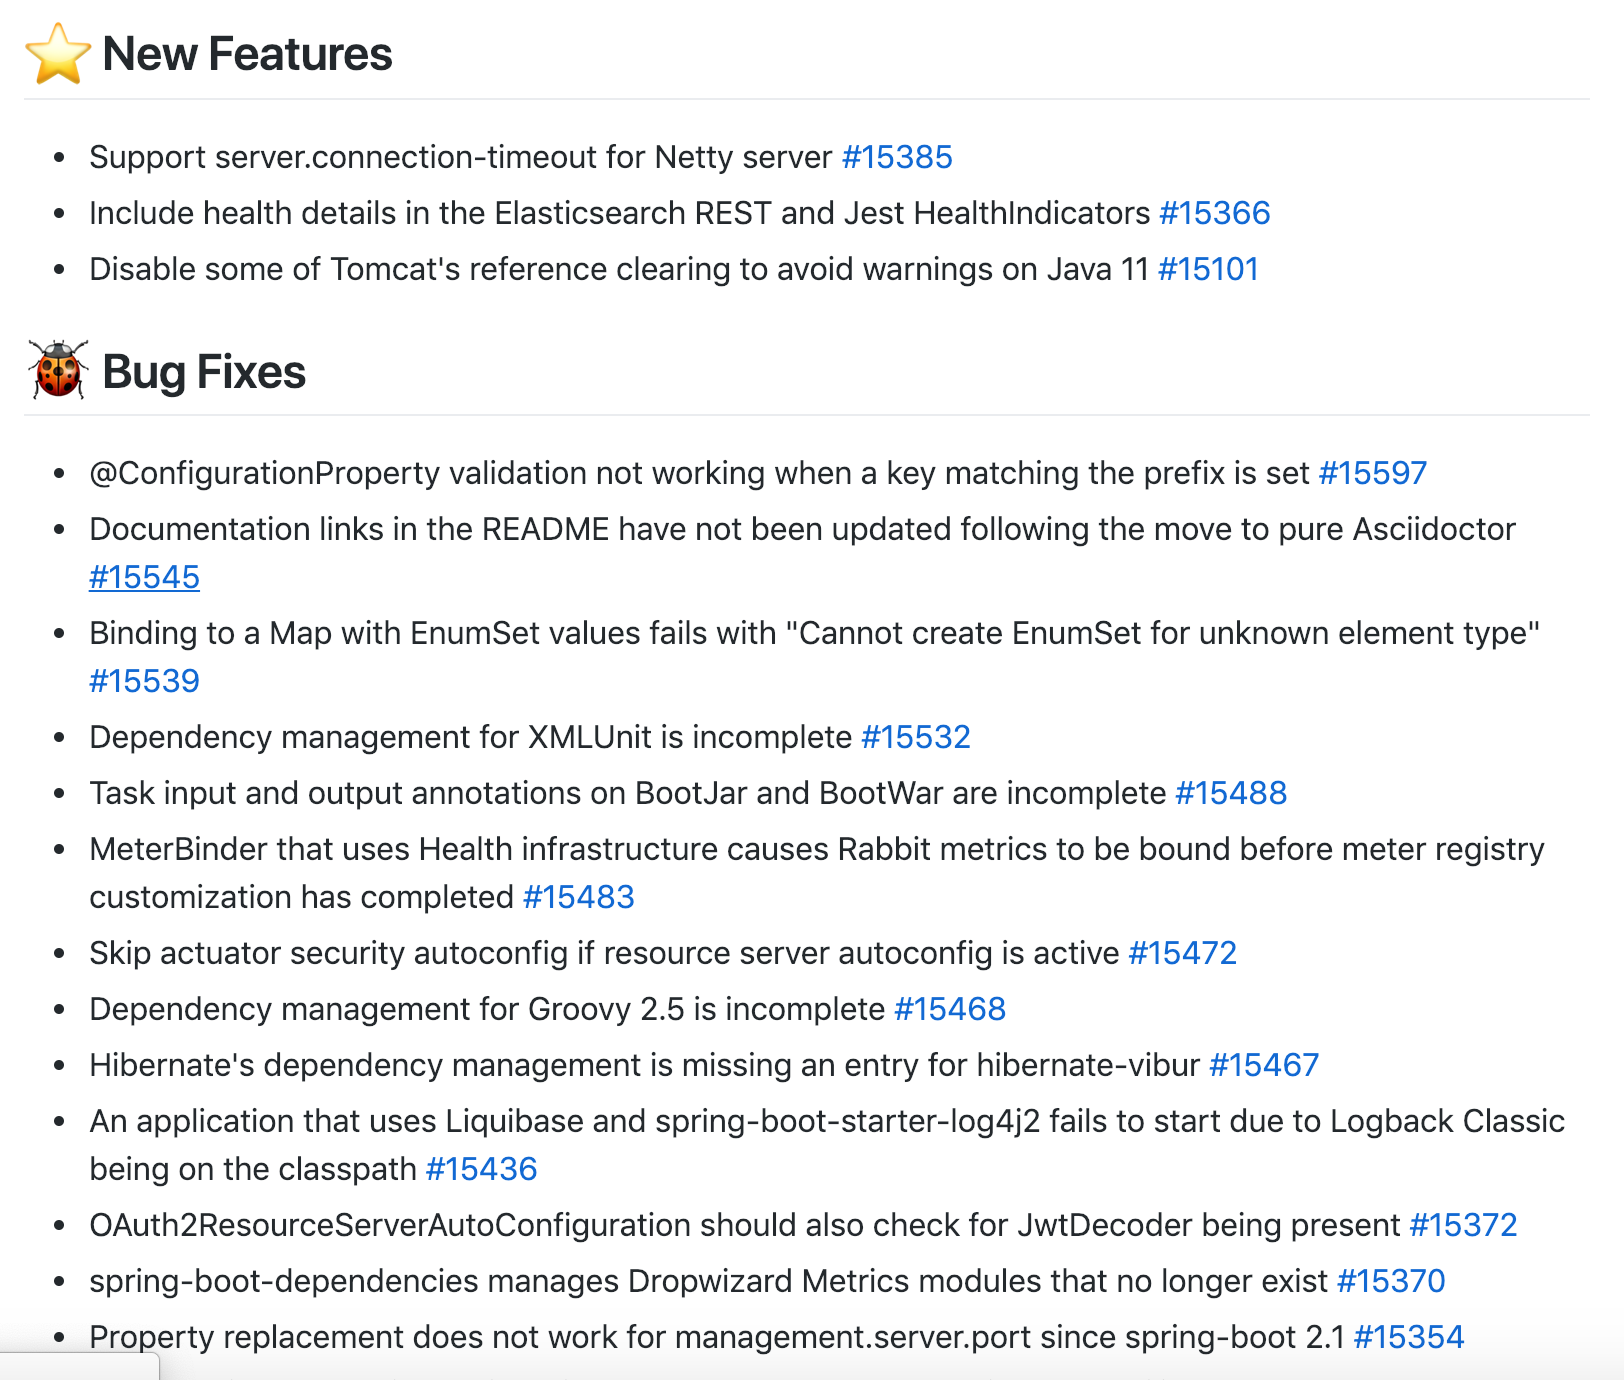 New Features
Support server.connection-timeout for Netty server #15385
Include health details in the Elasticsearch REST and Jest HealthIndicators #15366
Disable some of Tomcat's reference clearing to avoid warnings on Java 11 #15101
Bug Fixes
@ConfigurationProperty validation not working when a key matching the prefix is set #15597
Documentation links in the README have not been updated following the move to pure Asciidoctor
#15545
Binding to a Map with EnumSet values fails with "Cannot create EnumSet for unknown element type"
#15539
Dependency management for XMLUnit is incomplete #15532
Task input and output annotations on BootJar and BootWar are incomplete #15488
MeterBinder that uses Health infrastructure causes Rabbit metrics to be bound before meter registry
customization has completed #15483
Skip actuator security autoconfig if resource server autoconfig is active #15472
Dependency management for Groovy 2.5 is incomplete #15468
Hibernate's dependency management is missing an entry for hibernate-vibur #15467
An application that uses Liquibase and spring-boot-starter-log4j2 fails to start due to Logback Classic
being on the classpath #15436
OAuth2ResourceServerAutoConfiguration should also check for JwtDecoder being present #15372
spring-boot-dependencies manages Dropwizard Metrics modules that no longer exist #15370
Property replacement does not work for management.server.port since spring-boot 2.1 #15354